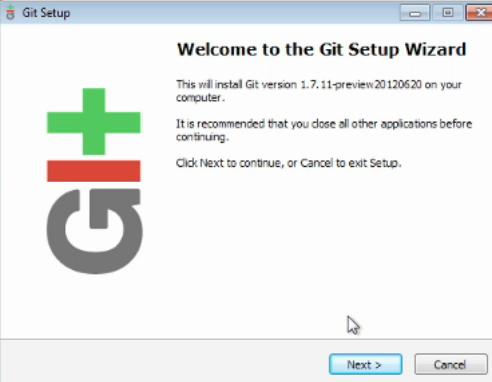 Git Setup
Welcome to the Git Setup Wizard
This will install Git version 1.7.11-preview20120620 on your
computer.
It is recommended that you close all other applications before
continuing.
Click Next to continue, or Cancel to exit Setup.
GIt
Next >
Cancel